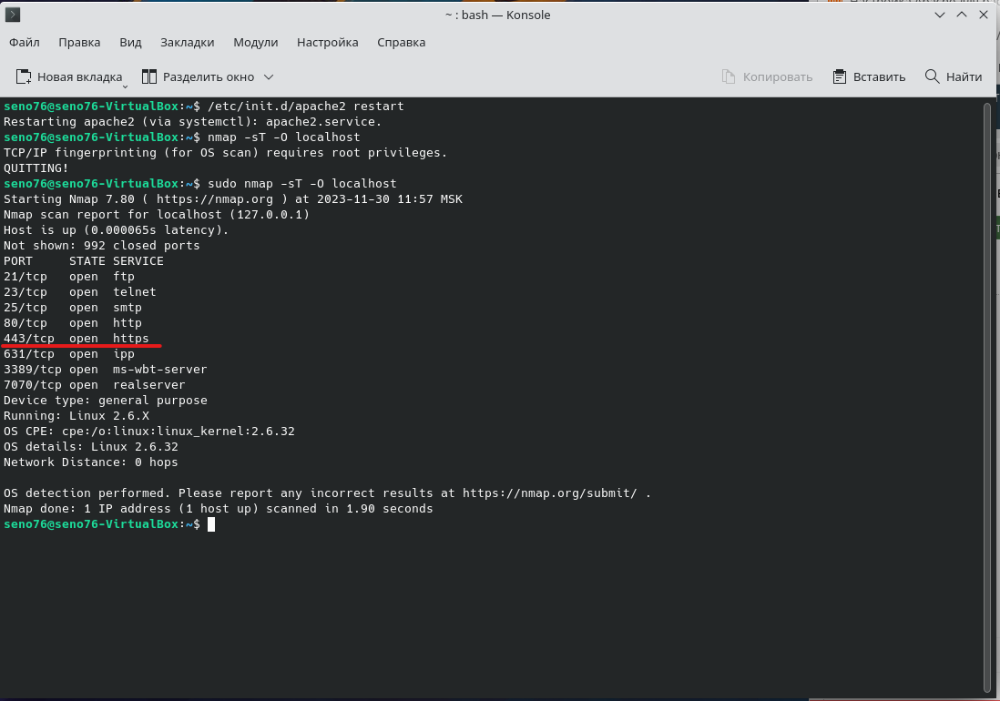 ~ : bash — Konsole
Файл Правка Вид Закладки Модули Настройка Справка
Новая вкладка Разделить окно Копировать Вставить Найти
seno76@seno76-VirtualBox:~$ /etc/init.d/apache2 restart
Restarting apache2 (via systemctl): apache2.service.
seno76@seno76-VirtualBox:~$ nmap -sT -O localhost
TCP/IP fingerprinting (for OS scan) requires root privileges.
QUITTING!
seno76@seno76-VirtualBox:~$ sudo nmap -sT -O localhost
Starting Nmap 7.80 ( https://nmap.org ) at 2023-11-30 11:57 MSK
Nmap scan report for localhost (127.0.0.1)
Host is up (0.000065s latency).
Not shown: 992 closed ports
PORT     STATE SERVICE
21/tcp   open  ftp
23/tcp   open  telnet
25/tcp   open  smtp
80/tcp   open  http
443/tcp  open  https
631/tcp  open  ipp
3389/tcp open  ms-wbt-server
7070/tcp open  realserver
Device type: general purpose
Running: Linux 2.6.X
OS CPE: cpe:/o:linux:linux_kernel:2.6.32
OS details: Linux 2.6.32
Network Distance: 0 hops
OS detection performed. Please report any incorrect results at https://nmap.org/submit/ .
Nmap done: 1 IP address (1 host up) scanned in 1.90 seconds
seno76@seno76-VirtualBox:~$